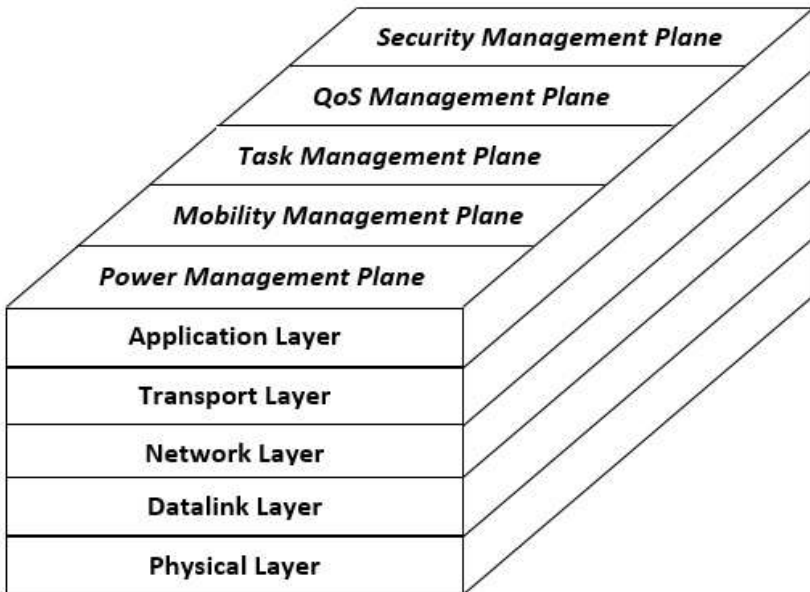 Security Management Plane
QoS Management Plane
Task Management Plane
Mobility Management Plane
Power Management Plane
Application Layer
Transport Layer
Network Layer
Datalink Layer
Physical Layer